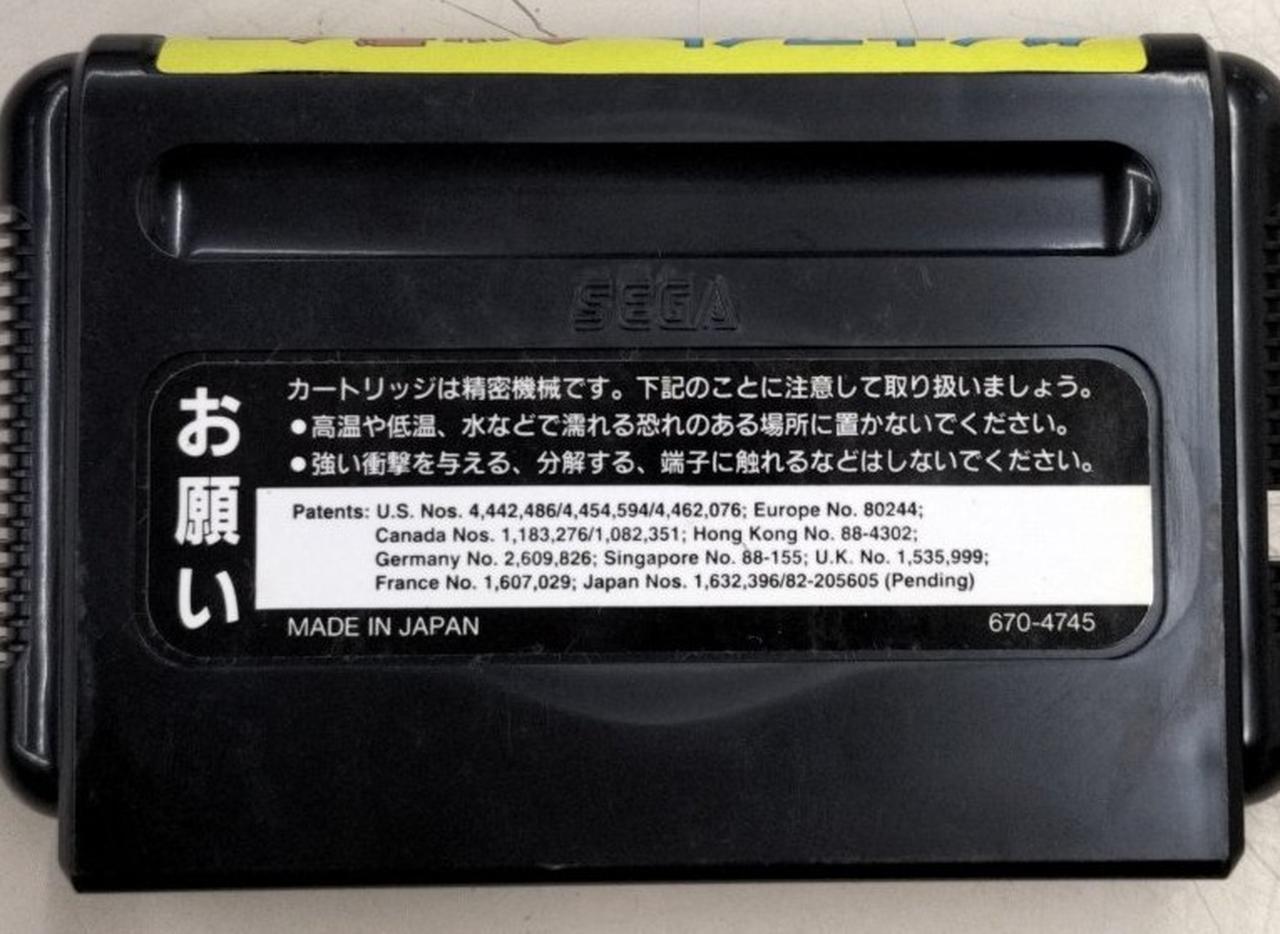 SEGA
お願い
カートリッジは精密機械です。下記のことに注意して取り扱いましょう。
●高温や低温、水などで濡れる恐れのある場所に置かないでください。
●強い衝撃を与える、分解する、端子に触れるなどはしないでください。
Patents: U.S. Nos. 4,442,486/4,454,594/4,462,076; Europe No. 80244;
Canada Nos. 1,183,276/1,082,351; Hong Kong No. 88-4302;
Germany No. 2,609,826; Singapore No. 88-155; U.K. No. 1,535,999;
France No. 1,607,029; Japan Nos. 1,632,396/82-205605 (Pending)
MADE IN JAPAN
670-4745